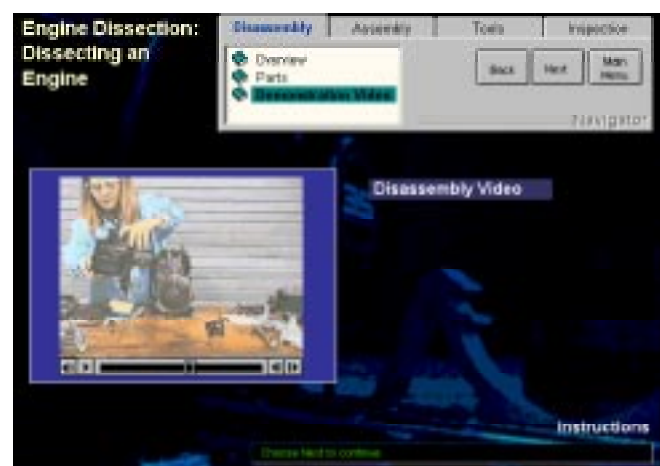 Engine Dissection:
Dissecting an
Engine
Disassembly
Assembly
Tools
Inspection
Overview
Parts
Demonstration Video
Back
Next
Main
Menu
Navigator
Disassembly Video
Instructions
Choose Next to continue.